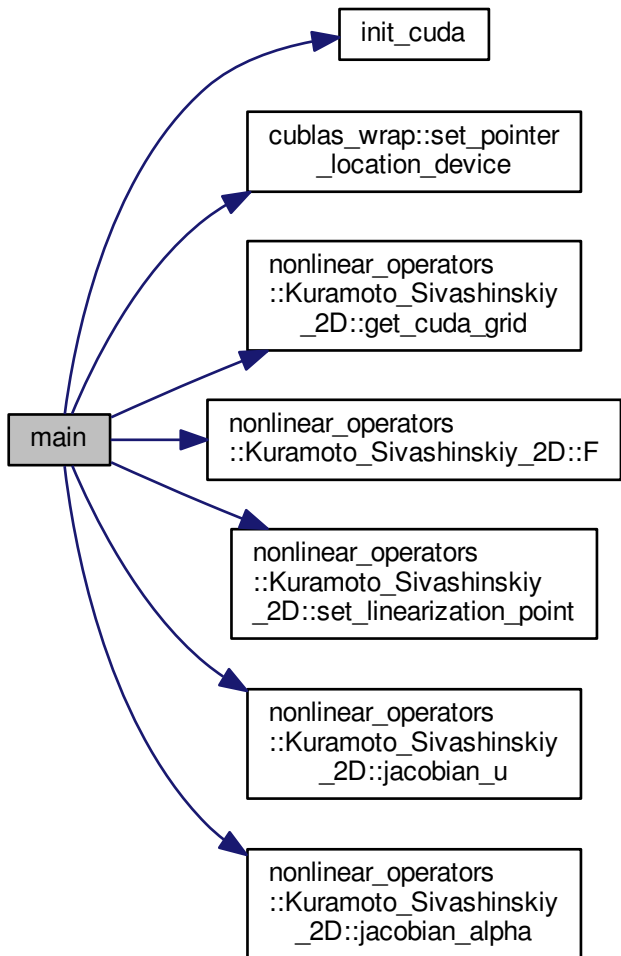 init_cuda
cublas_wrap::set_pointer
_location_device
nonlinear_operators
::Kuramoto_Sivashinskiy
_2D::get_cuda_grid
main
nonlinear_operators
::Kuramoto_Sivashinskiy_2D::F
nonlinear_operators
::Kuramoto_Sivashinskiy
_2D::set_linearization_point
nonlinear_operators
::Kuramoto_Sivashinskiy
_2D::jacobian_u
nonlinear_operators
::Kuramoto_Sivashinskiy
_2D::jacobian_alpha